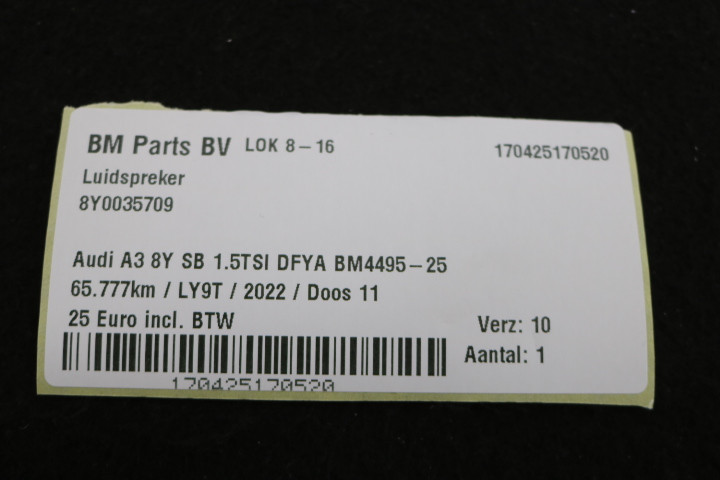 BM Parts BV LOK 8-16 170425170520
Luidspreker
8Y0035709
Audi A3 8Y SB 1.5TSI DFYA BM4495-25
65.777km / LY9T / 2022 / Doos 11
25 Euro incl. BTW
Verz: 10
Aantal: 1
170425170520